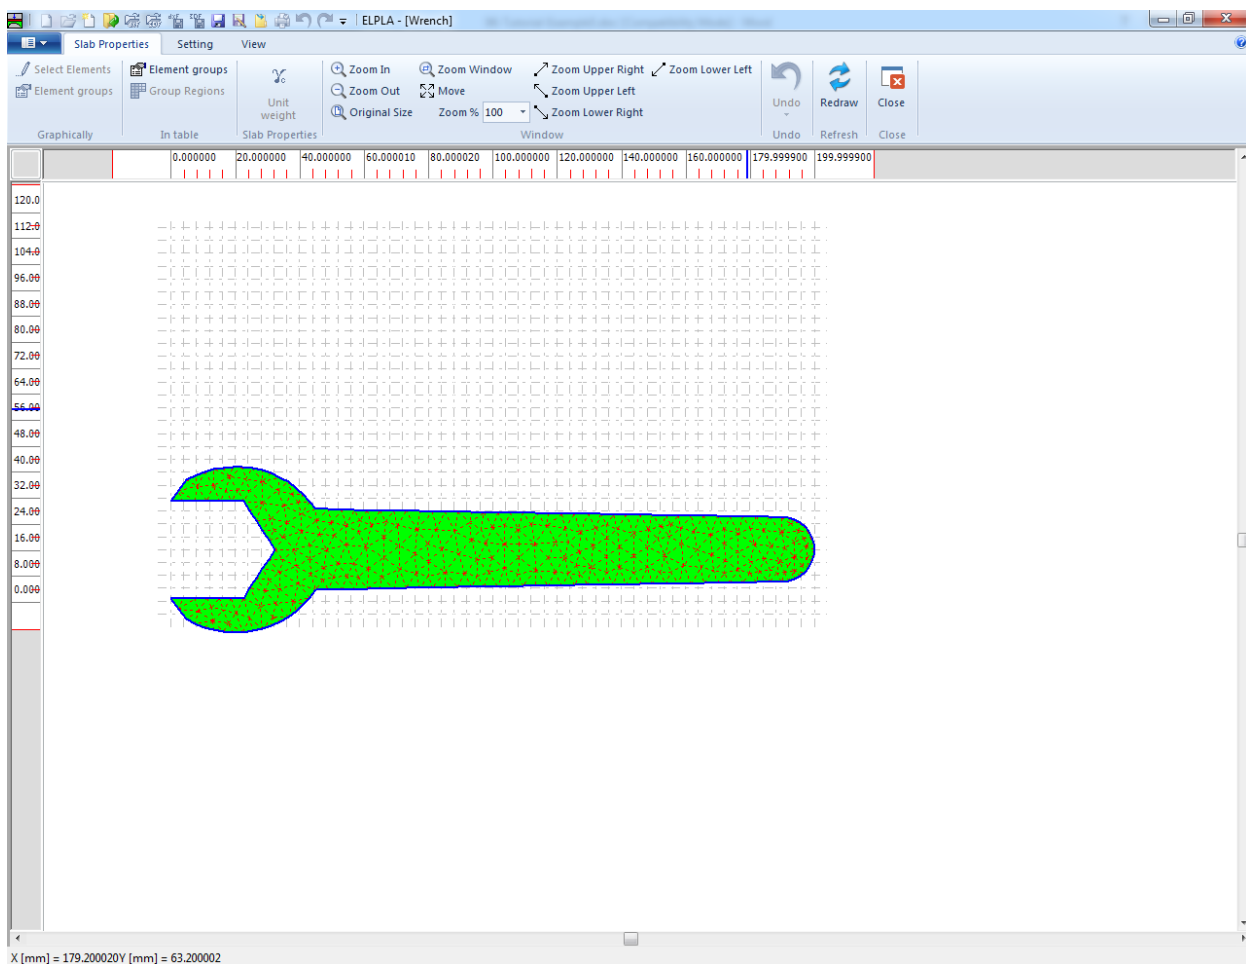 ELPLA - [Wrench]
Slab Properties Setting View
Select Elements Element groups Zoom In Zoom Window Zoom Upper Right Zoom Lower Left
Element groups Group Regions Unit weight Zoom Out Move Zoom Upper Left Undo Redraw Close
Original Size Zoom % 100 Zoom Lower Right
Graphically In table Slab Properties Window Undo Refresh Close
0.000000 20.000000 40.000000 60.000010 80.000020 100.000000 120.000000 140.000000 160.000000 179.999900 199.999900
120.0
112.0
104.0
96.00
88.00
80.00
72.00
64.00
56.00
48.00
40.00
32.00
24.00
16.00
8.000
0.000
X [mm] = 179.200020Y [mm] = 63.200002